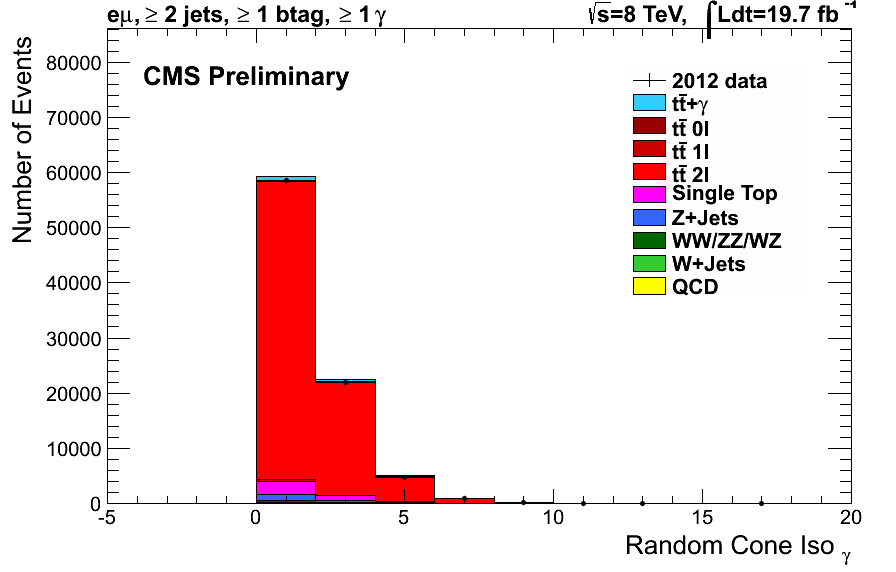 eμ, ≥ 2 jets, ≥ 1 btag, ≥ 1 γ
√s=8 TeV, ∫Ldt=19.7 fb⁻¹
CMS Preliminary
Number of Events
80000
70000
60000
50000
40000
30000
20000
10000
0
2012 data
tt̄+γ
tt̄ 0l
tt̄ 1l
tt̄ 2l
Single Top
Z+Jets
WW/ZZ/WZ
W+Jets
QCD
-5 0 5 10 15 20
Random Cone Iso γ